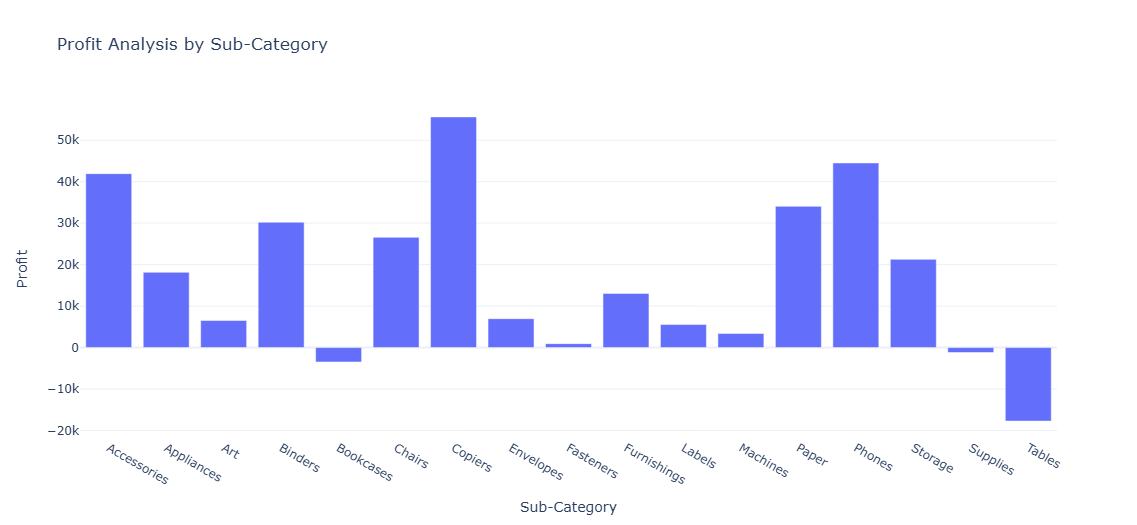 Profit Analysis by Sub-Category
50k
40k
30k
20k
10k
0
−10k
−20k
Profit
Accessories
Appliances
Art
Binders
Bookcases
Chairs
Copiers
Envelopes
Fasteners
Furnishings
Labels
Machines
Paper
Phones
Storage
Supplies
Tables
Sub-Category